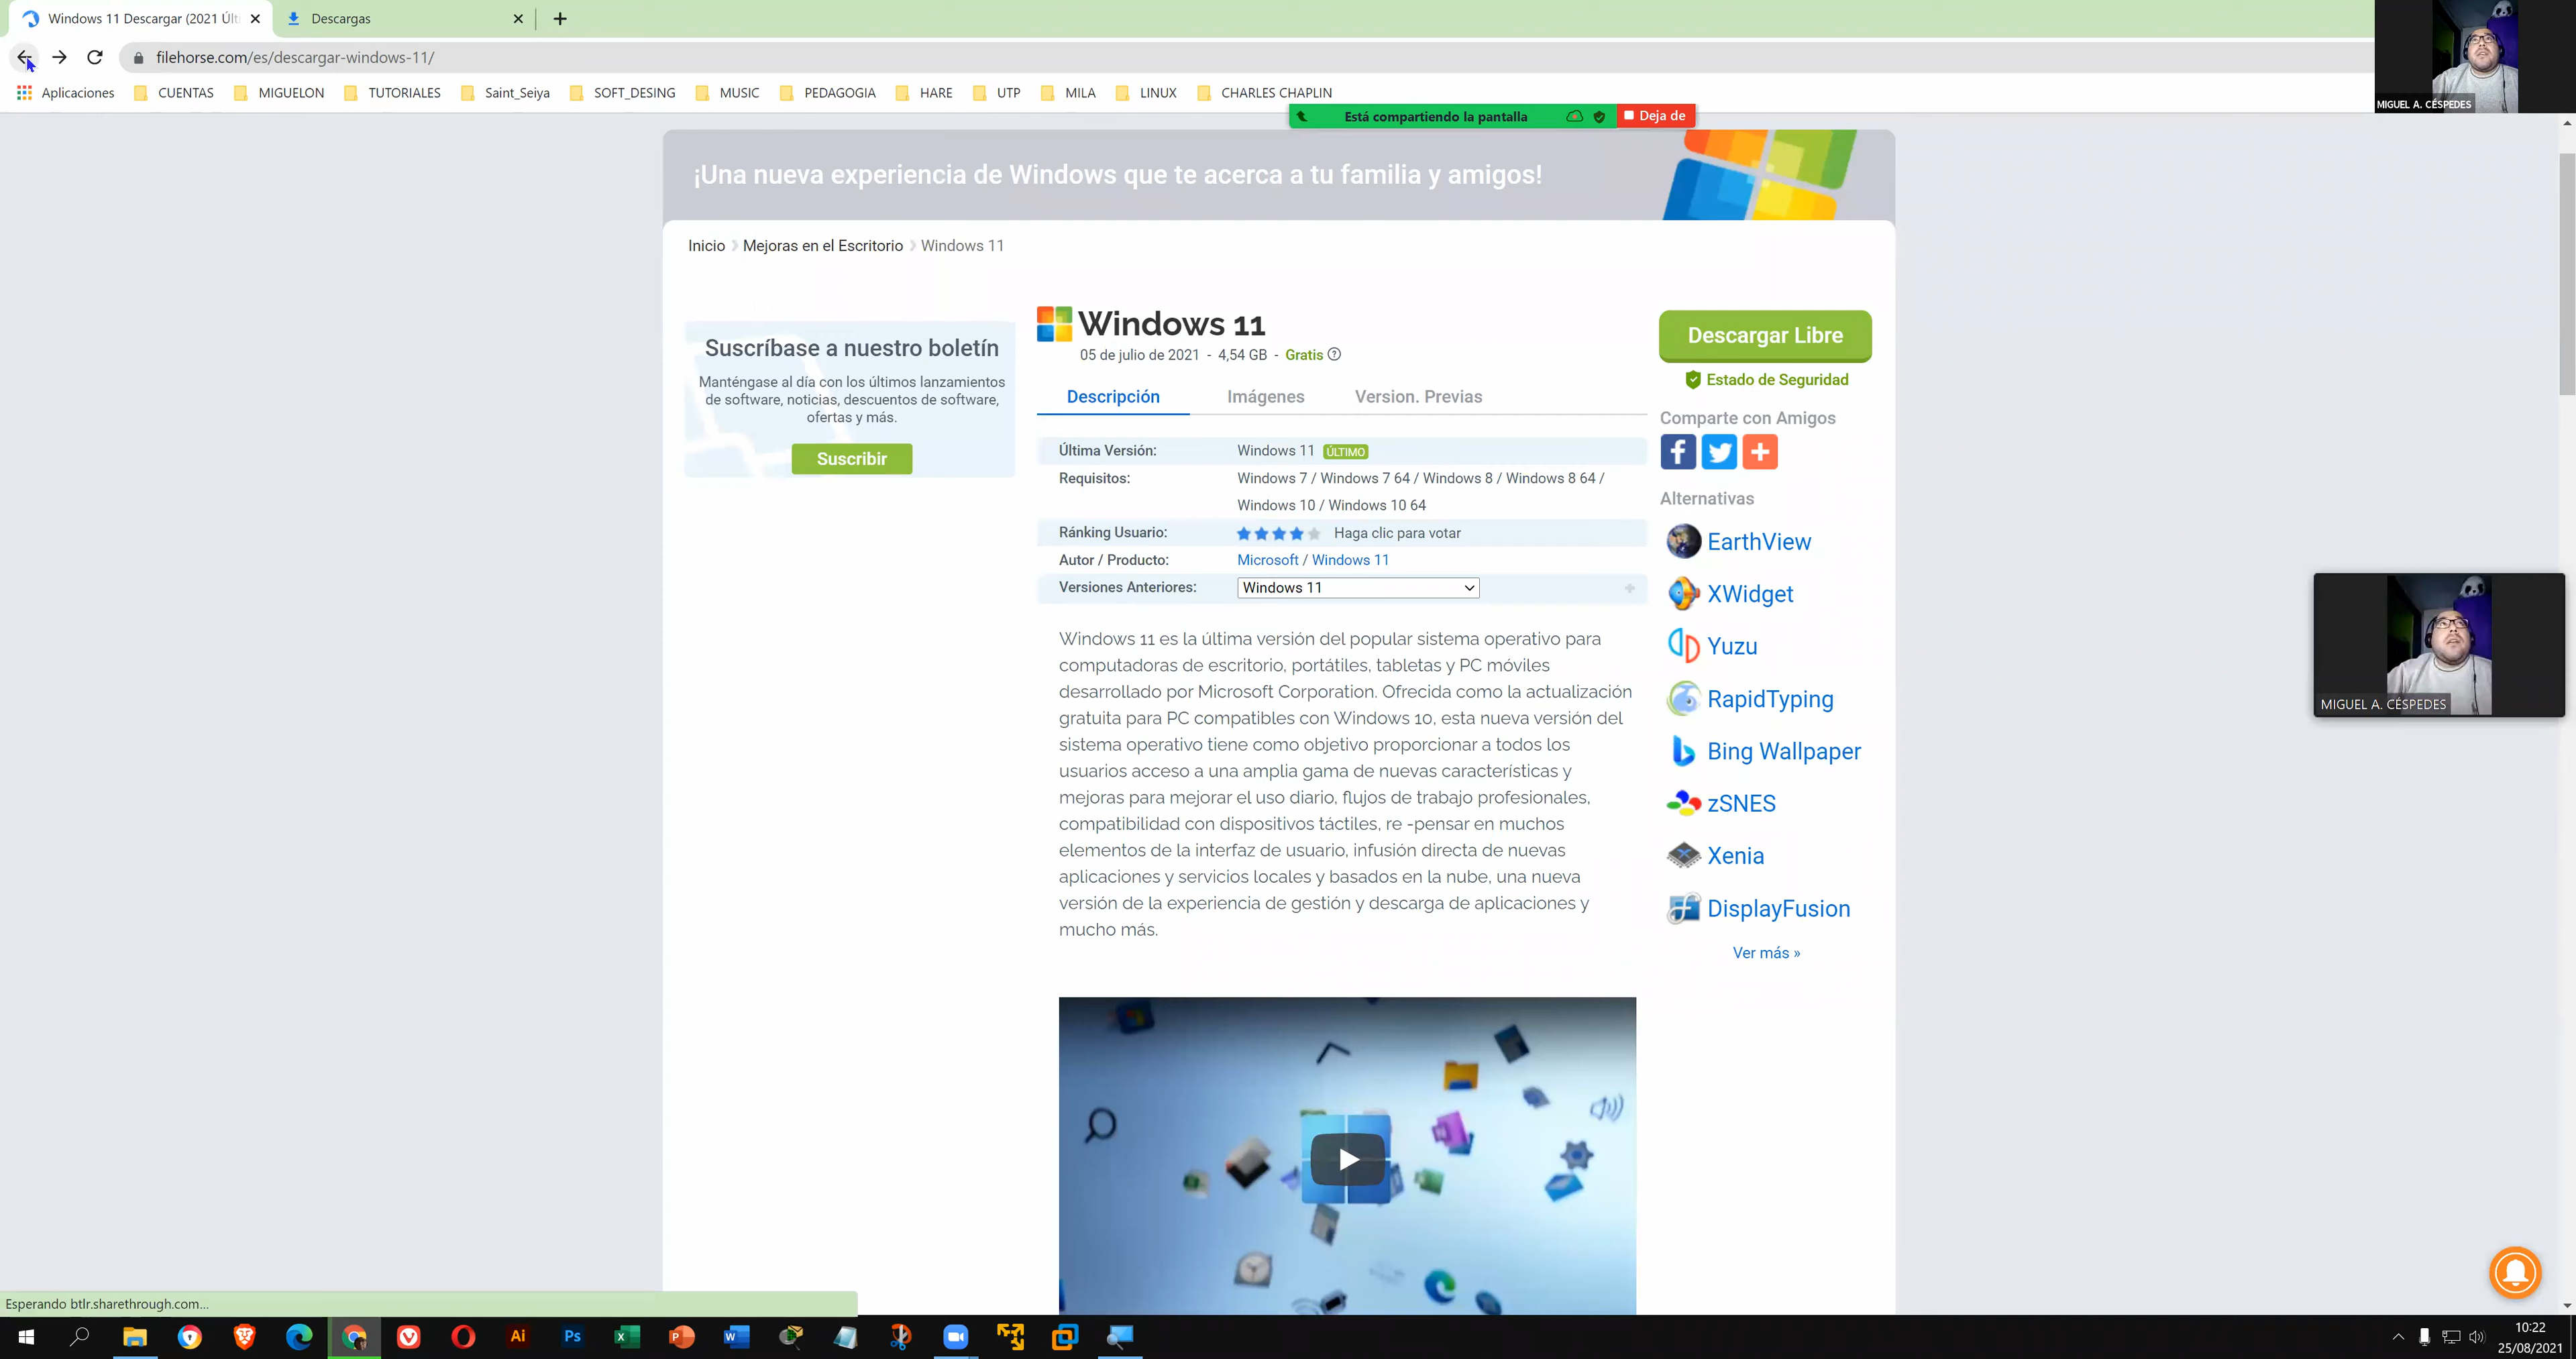 Windows 11 Descargar (2021 Últi
Descargas
filehorse.com/es/descargar-windows-11/
Aplicaciones
CUENTAS
MIGUELON
TUTORIALES
Saint_Seiya
SOFT_DESING
MUSIC
PEDAGOGIA
HARE
UTP
MILA
LINUX
CHARLES CHAPLIN
MIGUEL A. CÉSPEDES
Está compartiendo la pantalla
Deja de
¡Una nueva experiencia de Windows que te acerca a tu familia y amigos!
Inicio
Mejoras en el Escritorio
Windows 11
Suscríbase a nuestro boletín
Manténgase al día con los últimos lanzamientos
de software, noticias, descuentos de software,
ofertas y más.
Suscribir
Windows 11
05 de julio de 2021 - 4,54 GB - Gratis
Descripción
Imágenes
Version. Previas
Última Versión: Windows 11 ÚLTIMO
Requisitos: Windows 7 / Windows 7 64 / Windows 8 / Windows 8 64 /
Windows 10 / Windows 10 64
Ránking Usuario: Haga clic para votar
Autor / Producto: Microsoft / Windows 11
Versiones Anteriores: Windows 11
Windows 11 es la última versión del popular sistema operativo para
computadoras de escritorio, portátiles, tabletas y PC móviles
desarrollado por Microsoft Corporation. Ofrecida como la actualización
gratuita para PC compatibles con Windows 10, esta nueva versión del
sistema operativo tiene como objetivo proporcionar a todos los
usuarios acceso a una amplia gama de nuevas características y
mejoras para mejorar el uso diario, flujos de trabajo profesionales,
compatibilidad con dispositivos táctiles, re -pensar en muchos
elementos de la interfaz de usuario, infusión directa de nuevas
aplicaciones y servicios locales y basados en la nube, una nueva
versión de la experiencia de gestión y descarga de aplicaciones y
mucho más.
Descargar Libre
Estado de Seguridad
Comparte con Amigos
Alternativas
EarthView
XWidget
Yuzu
RapidTyping
Bing Wallpaper
zSNES
Xenia
DisplayFusion
Ver más »
MIGUEL A. CÉSPEDES
Esperando btlr.sharethrough.com...
Ai
Ps
10:22
25/08/2021